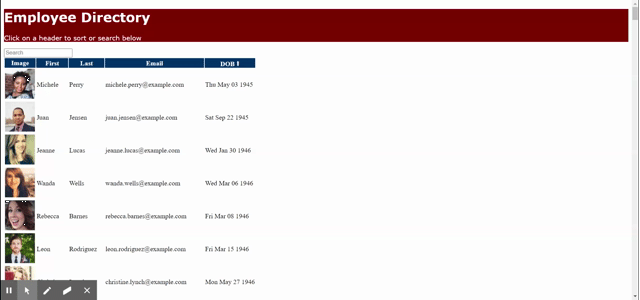 Employee Directory
Click on a header to sort or search below
Search
Image First Last Email DOB ⬆
Michele Perry michele.perry@example.com Thu May 03 1945
Juan Jensen juan.jensen@example.com Sat Sep 22 1945
Jeanne Lucas jeanne.lucas@example.com Wed Jan 30 1946
Wanda Wells wanda.wells@example.com Wed Mar 06 1946
Rebecca Barnes rebecca.barnes@example.com Fri Mar 08 1946
Leon Rodriguez leon.rodriguez@example.com Fri Mar 15 1946
christine.lynch@example.com Mon May 27 1946